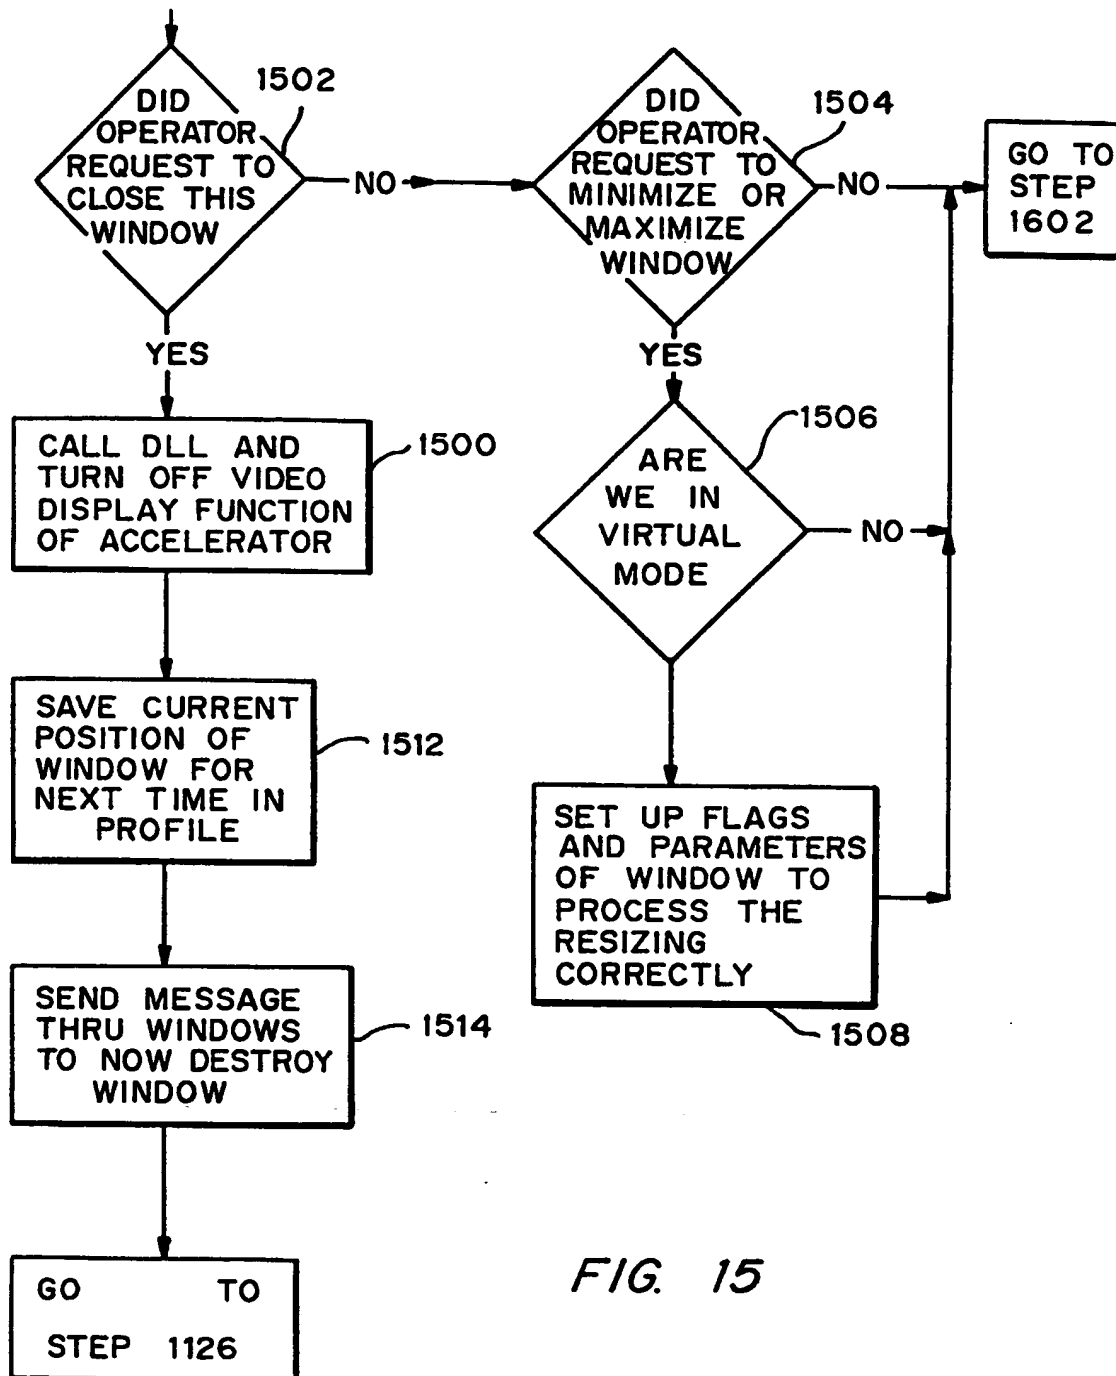 DID
OPERATOR
REQUEST TO
CLOSE THIS
WINDOW
1502
NO
DID
OPERATOR
REQUEST TO
MINIMIZE OR
MAXIMIZE
WINDOW
1504
NO
GO TO
STEP
1602
YES
YES
CALL DLL AND
TURN OFF VIDEO
DISPLAY FUNCTION
OF ACCELERATOR
1500
ARE
WE IN
VIRTUAL
MODE
1506
NO
SAVE CURRENT
POSITION OF
WINDOW FOR
NEXT TIME IN
PROFILE
1512
SET UP FLAGS
AND PARAMETERS
OF WINDOW TO
PROCESS THE
RESIZING
CORRECTLY
1508
SEND MESSAGE
THRU WINDOWS
TO NOW DESTROY
WINDOW
1514
GO TO
STEP 1126
FIG. 15